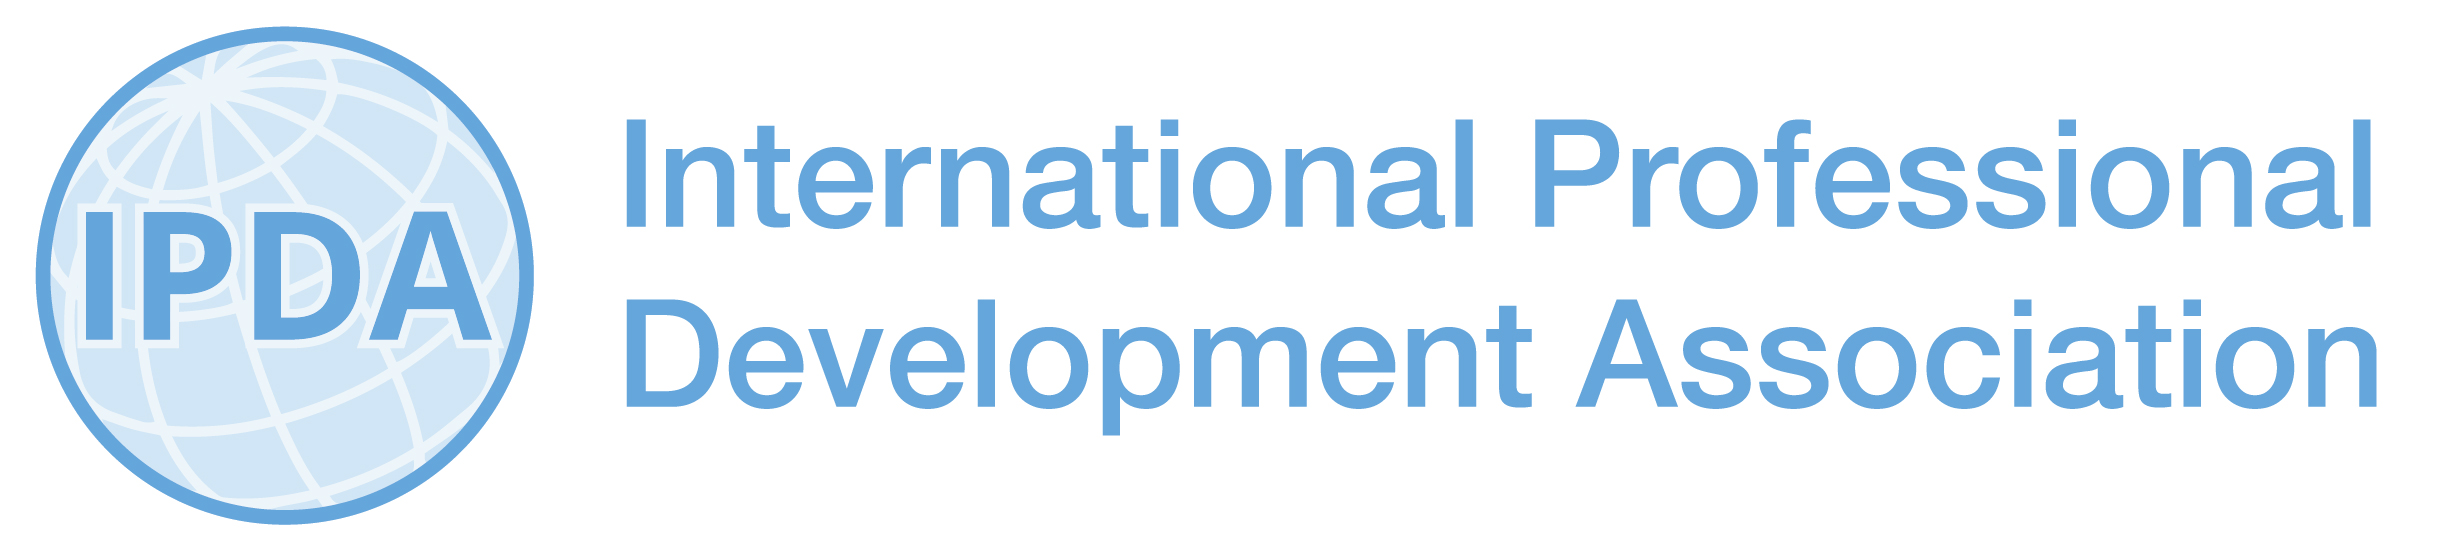 IPDA
International Professional
Development Association